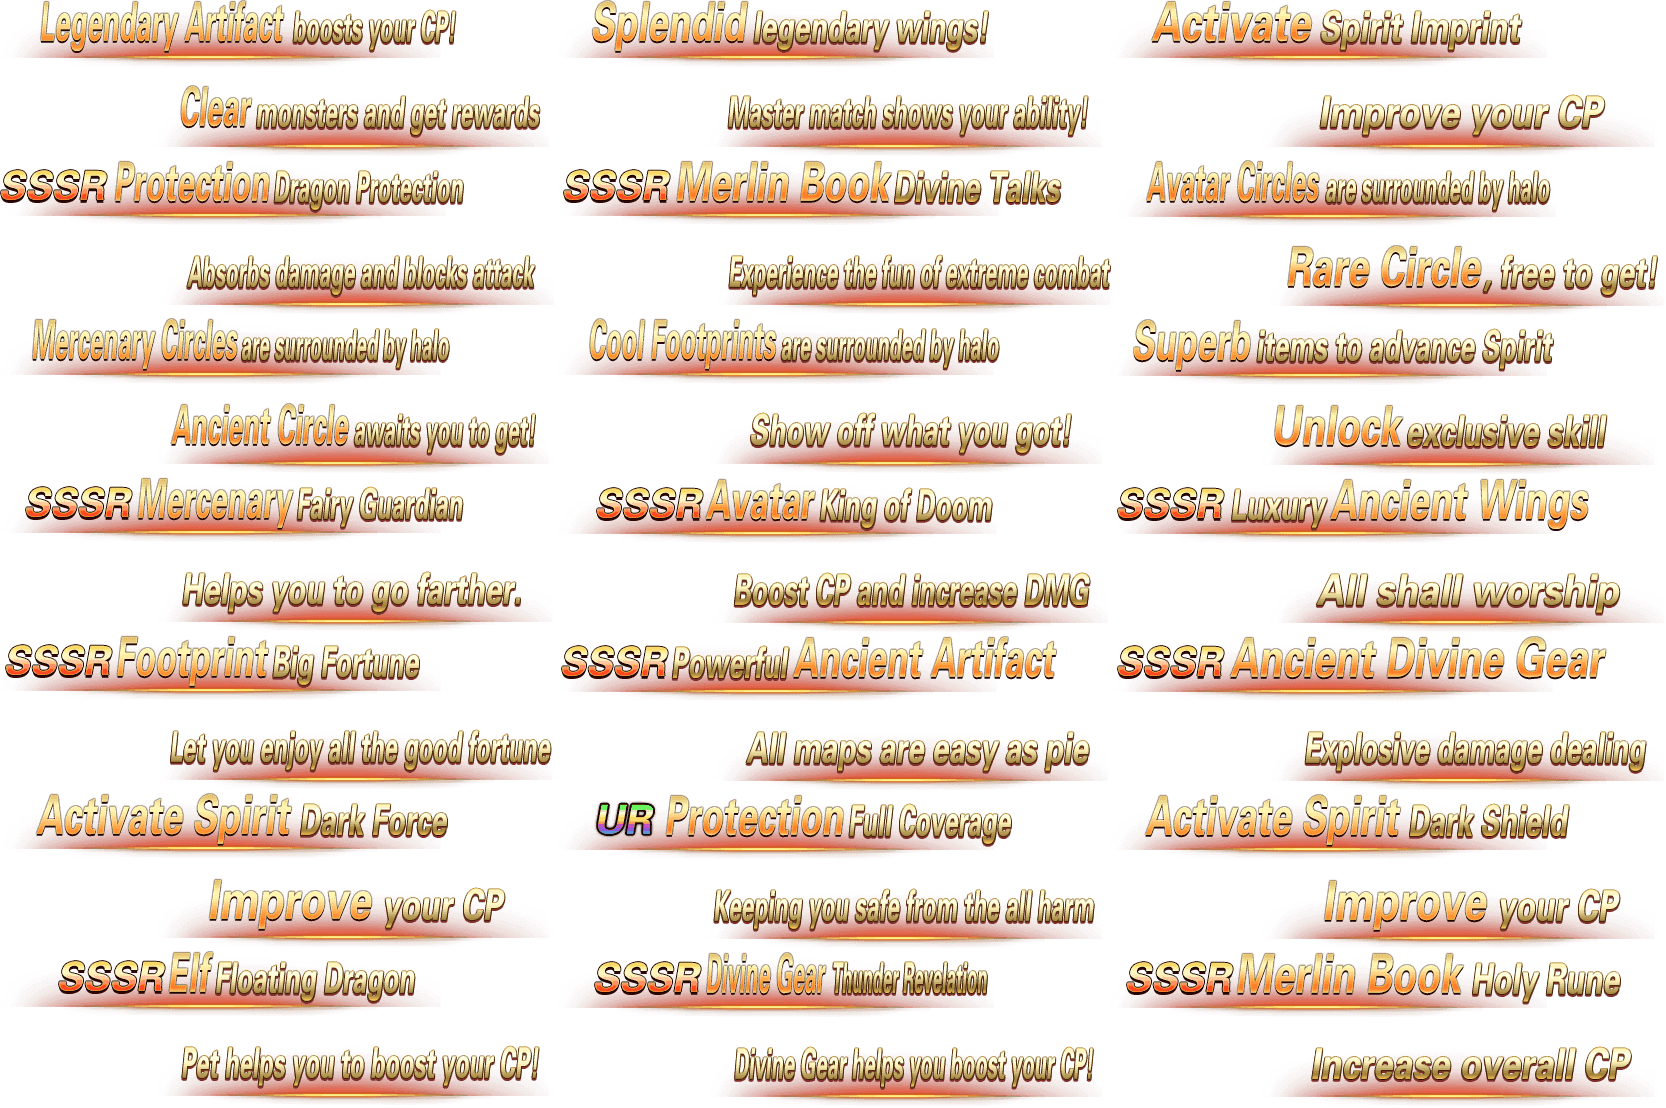 Legendary Artifact boosts your CP!
Clear monsters and get rewards
Splendid legendary wings!
Master match shows your ability!
Activate Spirit Imprint
Improve your CP
SSSR Protection Dragon Protection
Absorbs damage and blocks attack
SSSR Merlin Book Divine Talks
Experience the fun of extreme combat
Avatar Circles are surrounded by halo
Rare Circle, free to get!
Mercenary Circles are surrounded by halo
Ancient Circle awaits you to get!
Cool Footprints are surrounded by halo
Show off what you got!
Superb items to advance Spirit
Unlock exclusive skill
SSSR Mercenary Fairy Guardian
Helps you to go farther.
SSSR Avatar King of Doom
Boost CP and increase DMG
SSSR Luxury Ancient Wings
All shall worship
SSSR Footprint Big Fortune
Let you enjoy all the good fortune
SSSR Powerful Ancient Artifact
All maps are easy as pie
SSSR Ancient Divine Gear
Explosive damage dealing
Activate Spirit Dark Force
Improve your CP
UR Protection Full Coverage
Keeping you safe from the all harm
Activate Spirit Dark Shield
Improve your CP
SSSR Elf Floating Dragon
Pet helps you to boost your CP!
SSSR Divine Gear Thunder Revelation
Divine Gear helps you boost your CP!
SSSR Merlin Book Holy Rune
Increase overall CP